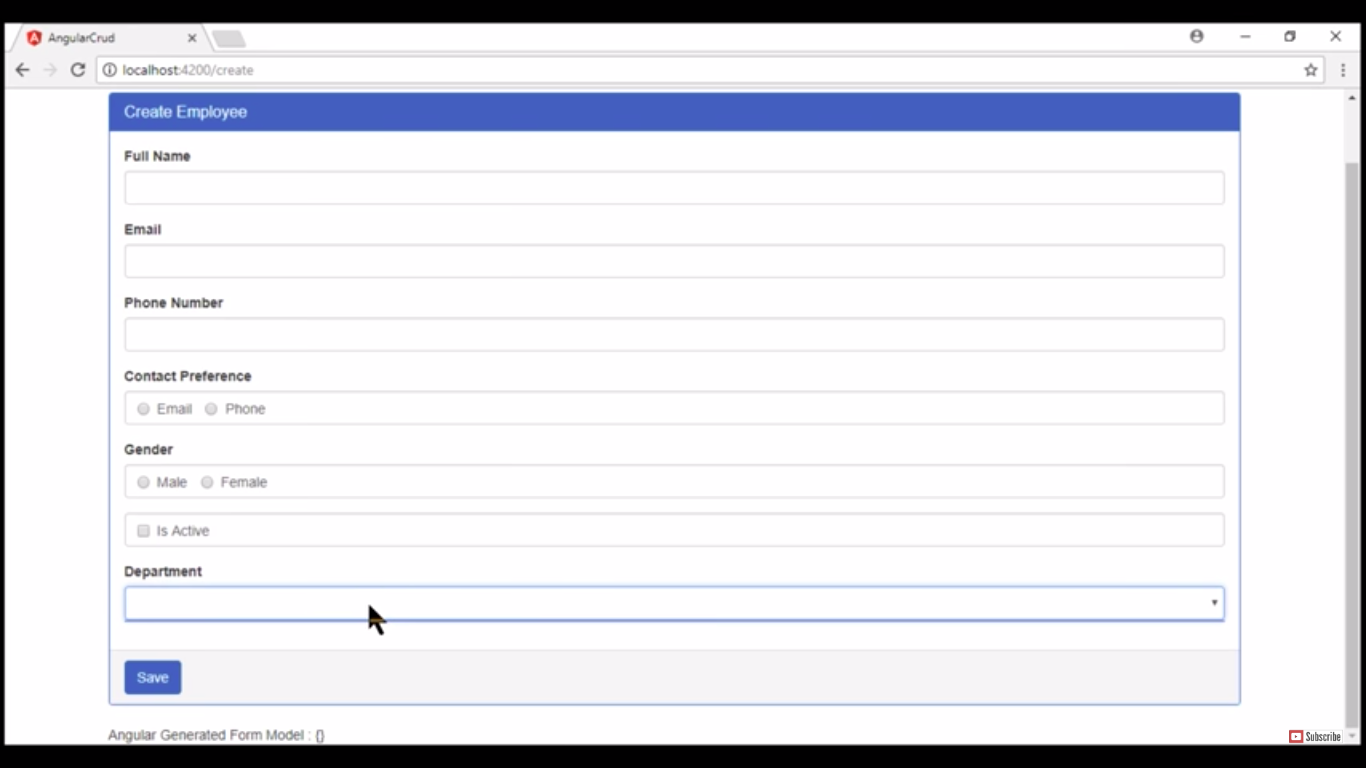 AngularCrud
localhost:4200/create
Create Employee
Full Name
Email
Phone Number
Contact Preference
Email Phone
Gender
Male Female
Is Active
Department
Save
Angular Generated Form Model : {}
Subscribe